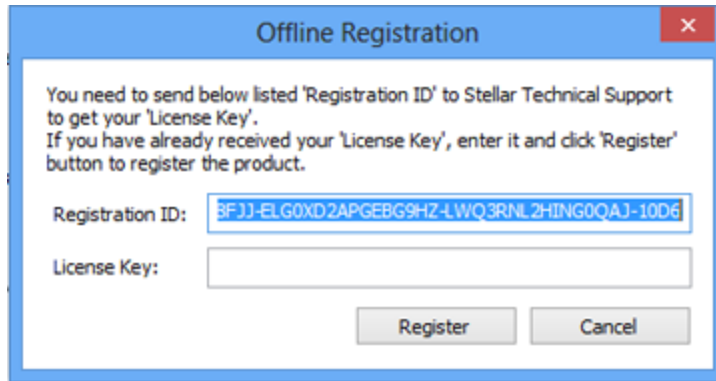 Offline Registration
You need to send below listed 'Registration ID' to Stellar Technical Support
to get your 'License Key'.
If you have already received your 'License Key', enter it and click 'Register'
button to register the product.
Registration ID: 8FJJ-ELG0XD2APGEBG9HZ-LWQ3RNL2HING0QAJ-10D6
License Key:
Register Cancel